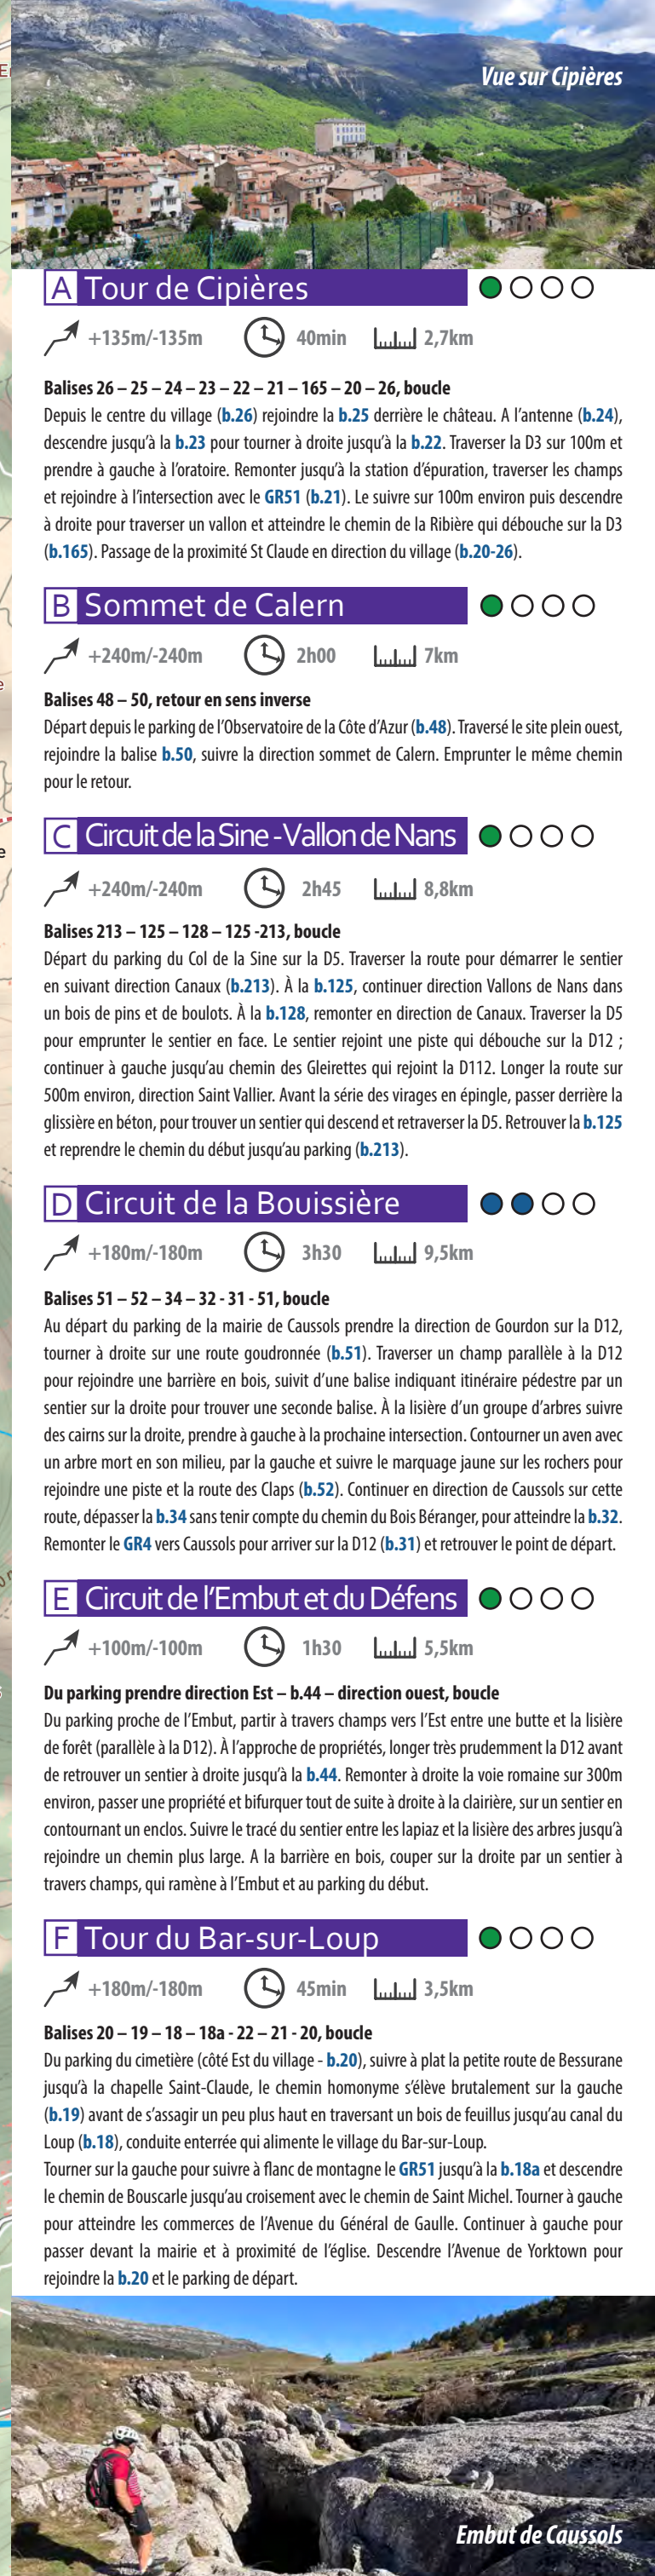 Vue sur Cipières
A Tour de Cipières
+135m/-135m 40min 2,7km
Balises 26 – 25 – 24 – 23 – 22 – 21 – 165 – 20 – 26, boucle
Depuis le centre du village (b.26) rejoindre la b.25 derrière le château. A l'antenne (b.24),
descendre jusqu'à la b.23 pour tourner à droite jusqu'à la b.22. Traverser la D3 sur 100m et
prendre à gauche à l'oratoire. Remonter jusqu'à la station d'épuration, traverser les champs
et rejoindre à l'intersection avec le GR51 (b.21). Le suivre sur 100m environ puis descendre
à droite pour traverser un vallon et atteindre le chemin de la Ribière qui débouche sur la D3
(b.165). Passage de la proximité St Claude en direction du village (b.20-26).
B Sommet de Calern
+240m/-240m 2h00 7km
Balises 48 – 50, retour en sens inverse
Départ depuis le parking de l'Observatoire de la Côte d'Azur (b.48). Traversé le site plein ouest,
rejoindre la balise b.50, suivre la direction sommet de Calern. Emprunter le même chemin
pour le retour.
C Circuit de la Sine - Vallon de Nans
+240m/-240m 2h45 8,8km
Balises 213 – 125 – 128 – 125 -213, boucle
Départ du parking du Col de la Sine sur la D5. Traverser la route pour démarrer le sentier
en suivant direction Canaux (b.213). À la b.125, continuer direction Vallons de Nans dans
un bois de pins et de boulots. À la b.128, remonter en direction de Canaux. Traverser la D5
pour emprunter le sentier en face. Le sentier rejoint une piste qui débouche sur la D12 ;
continuer à gauche jusqu'au chemin des Gleirettes qui rejoint la D112. Longer la route sur
500m environ, direction Saint Vallier. Avant la série des virages en épingle, passer derrière la
glissière en béton, pour trouver un sentier qui descend et retraverser la D5. Retrouver la b.125
et reprendre le chemin du début jusqu'au parking (b.213).
D Circuit de la Bouissière
+180m/-180m 3h30 9,5km
Balises 51 – 52 – 34 – 32 - 31 - 51, boucle
Au départ du parking de la mairie de Caussols prendre la direction de Gourdon sur la D12,
tourner à droite sur une route goudronnée (b.51). Traverser un champ parallèle à la D12
pour rejoindre une barrière en bois, suivit d'une balise indiquant itinéraire pédestre par un
sentier sur la droite pour trouver une seconde balise. À la lisière d'un groupe d'arbres suivre
des cairns sur la droite, prendre à gauche à la prochaine intersection. Contourner un aven avec
un arbre mort en son milieu, par la gauche et suivre le marquage jaune sur les rochers pour
rejoindre une piste et la route des Claps (b.52). Continuer en direction de Caussols sur cette
route, dépasser la b.34 sans tenir compte du chemin du Bois Béranger, pour atteindre la b.32.
Remonter le GR4 vers Caussols pour arriver sur la D12 (b.31) et retrouver le point de départ.
E Circuit de l'Embut et du Défens
+100m/-100m 1h30 5,5km
Du parking prendre direction Est – b.44 – direction ouest, boucle
Du parking proche de l'Embut, partir à travers champs vers l'Est entre une butte et la lisière
de forêt (parallèle à la D12). À l'approche de propriétés, longer très prudemment la D12 avant
de retrouver un sentier à droite jusqu'à la b.44. Remonter à droite la voie romaine sur 300m
environ, passer une propriété et bifurquer tout de suite à droite à la clairière, sur un sentier en
contournant un enclos. Suivre le tracé du sentier entre les lapiaz et la lisière des arbres jusqu'à
rejoindre un chemin plus large. A la barrière en bois, couper sur la droite par un sentier à
travers champs, qui ramène à l'Embut et au parking du début.
F Tour du Bar-sur-Loup
+180m/-180m 45min 3,5km
Balises 20 – 19 – 18 – 18a - 22 – 21 - 20, boucle
Du parking du cimetière (côté Est du village - b.20), suivre à plat la petite route de Bessurane
jusqu'à la chapelle Saint-Claude, le chemin homonyme s'élève brutalement sur la gauche
(b.19) avant de s'assagir un peu plus haut en traversant un bois de feuillus jusqu'au canal du
Loup (b.18), conduite enterrée qui alimente le village du Bar-sur-Loup.
Tourner sur la gauche pour suivre à flanc de montagne le GR51 jusqu'à la b.18a et descendre
le chemin de Bouscarle jusqu'au croisement avec le chemin de Saint Michel. Tourner à gauche
pour atteindre les commerces de l'Avenue du Général de Gaulle. Continuer à gauche pour
passer devant la mairie et à proximité de l'église. Descendre l'Avenue de Yorktown pour
rejoindre la b.20 et le parking de départ.
Embut de Caussols